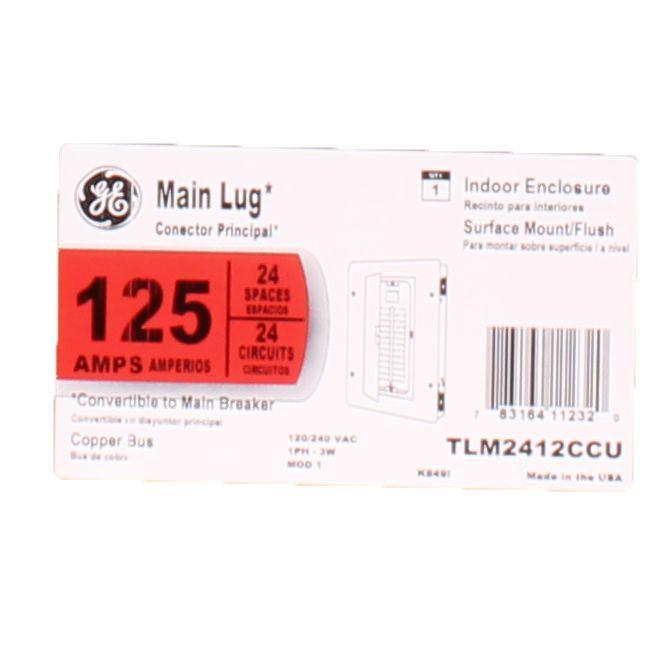 GE
Main Lug*
Conector Principal*
QTY.
1
Indoor Enclosure
Recinto para interiores
Surface Mount/Flush
Para montar sobre superficie / a nivel
125
AMPS AMPERIOS
24
SPACES
ESPACIOS
24
CIRCUITS
CIRCUITOS
*Convertible to Main Breaker
Convertible en disyuntor principal
Copper Bus
Bus de cobre
120/240 VAC
1PH - 3W
MOD 1
7 83164 11232 0
TLM2412CCU
Made in the USA